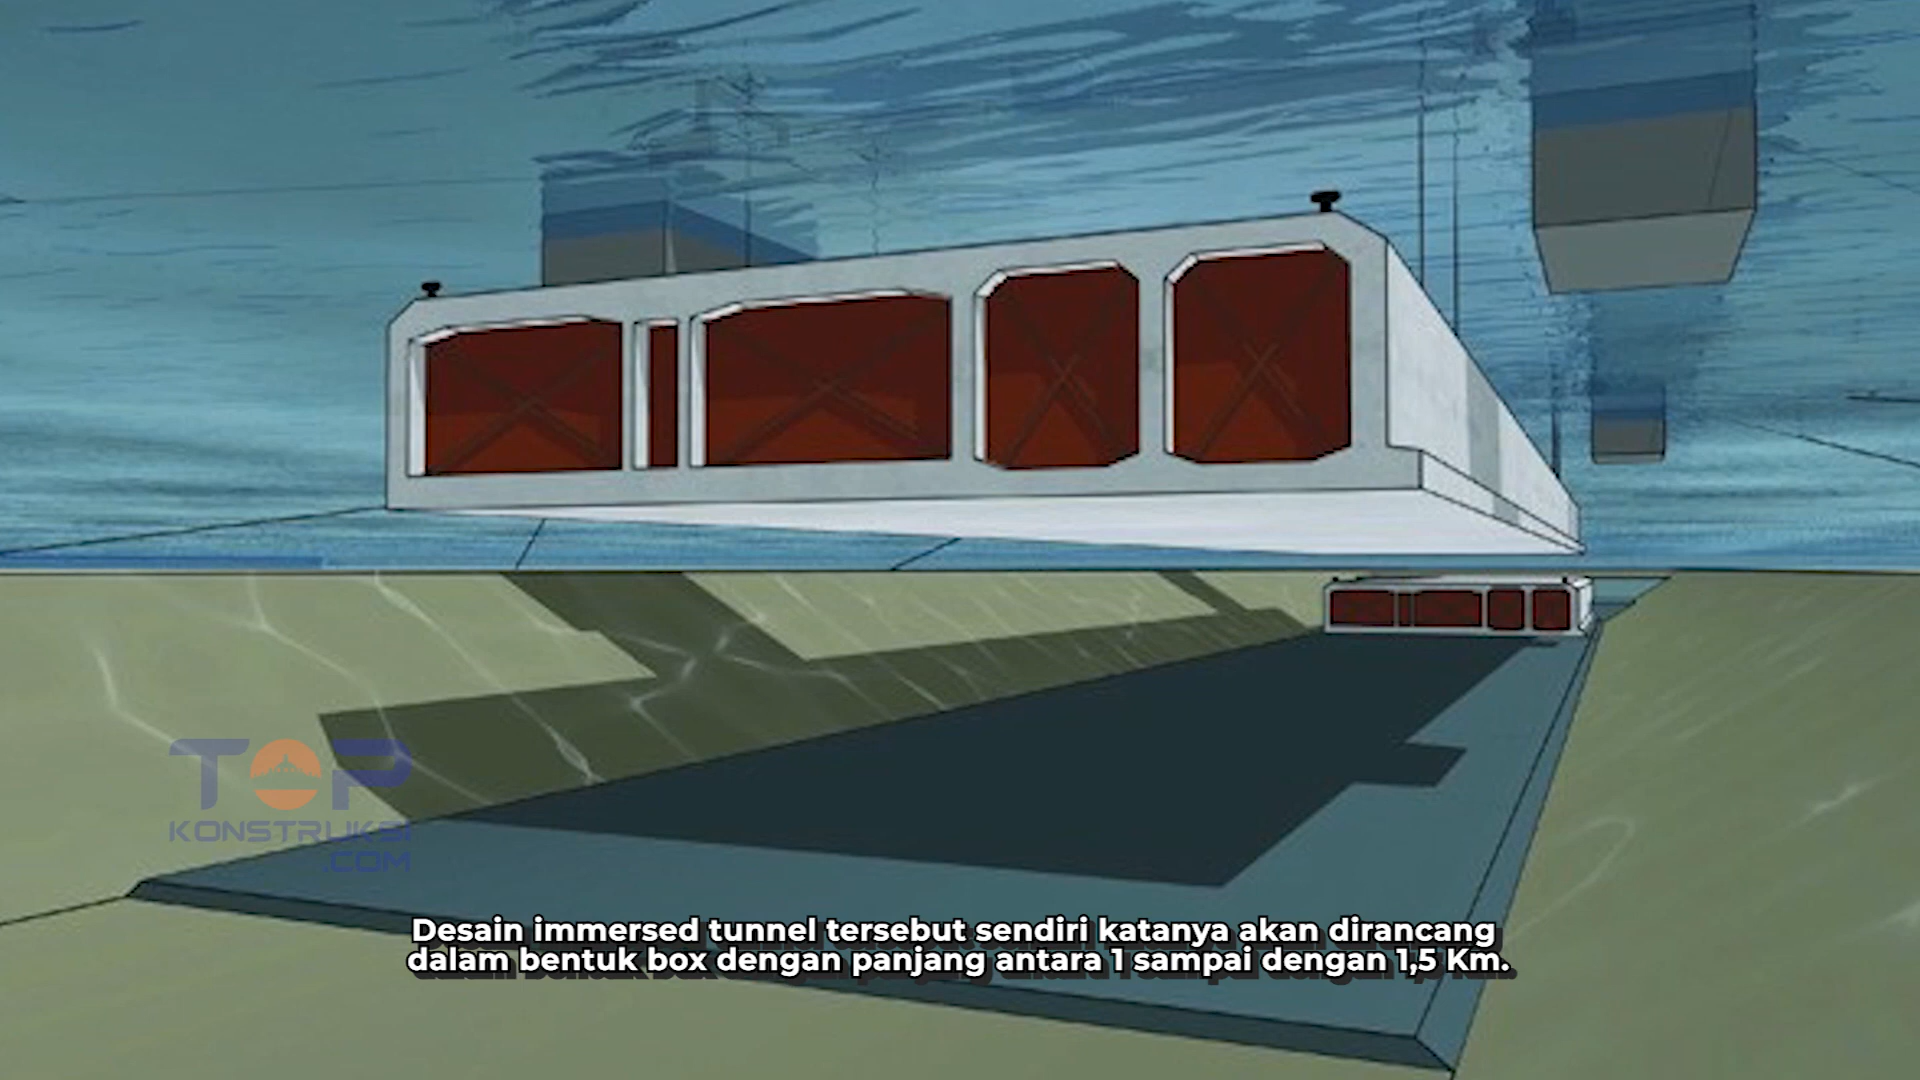 TOP
KONSTRUKSI
.COM
Desain immersed tunnel tersebut sendiri katanya akan dirancang
dalam bentuk box dengan panjang antara 1 sampai dengan 1,5 Km.